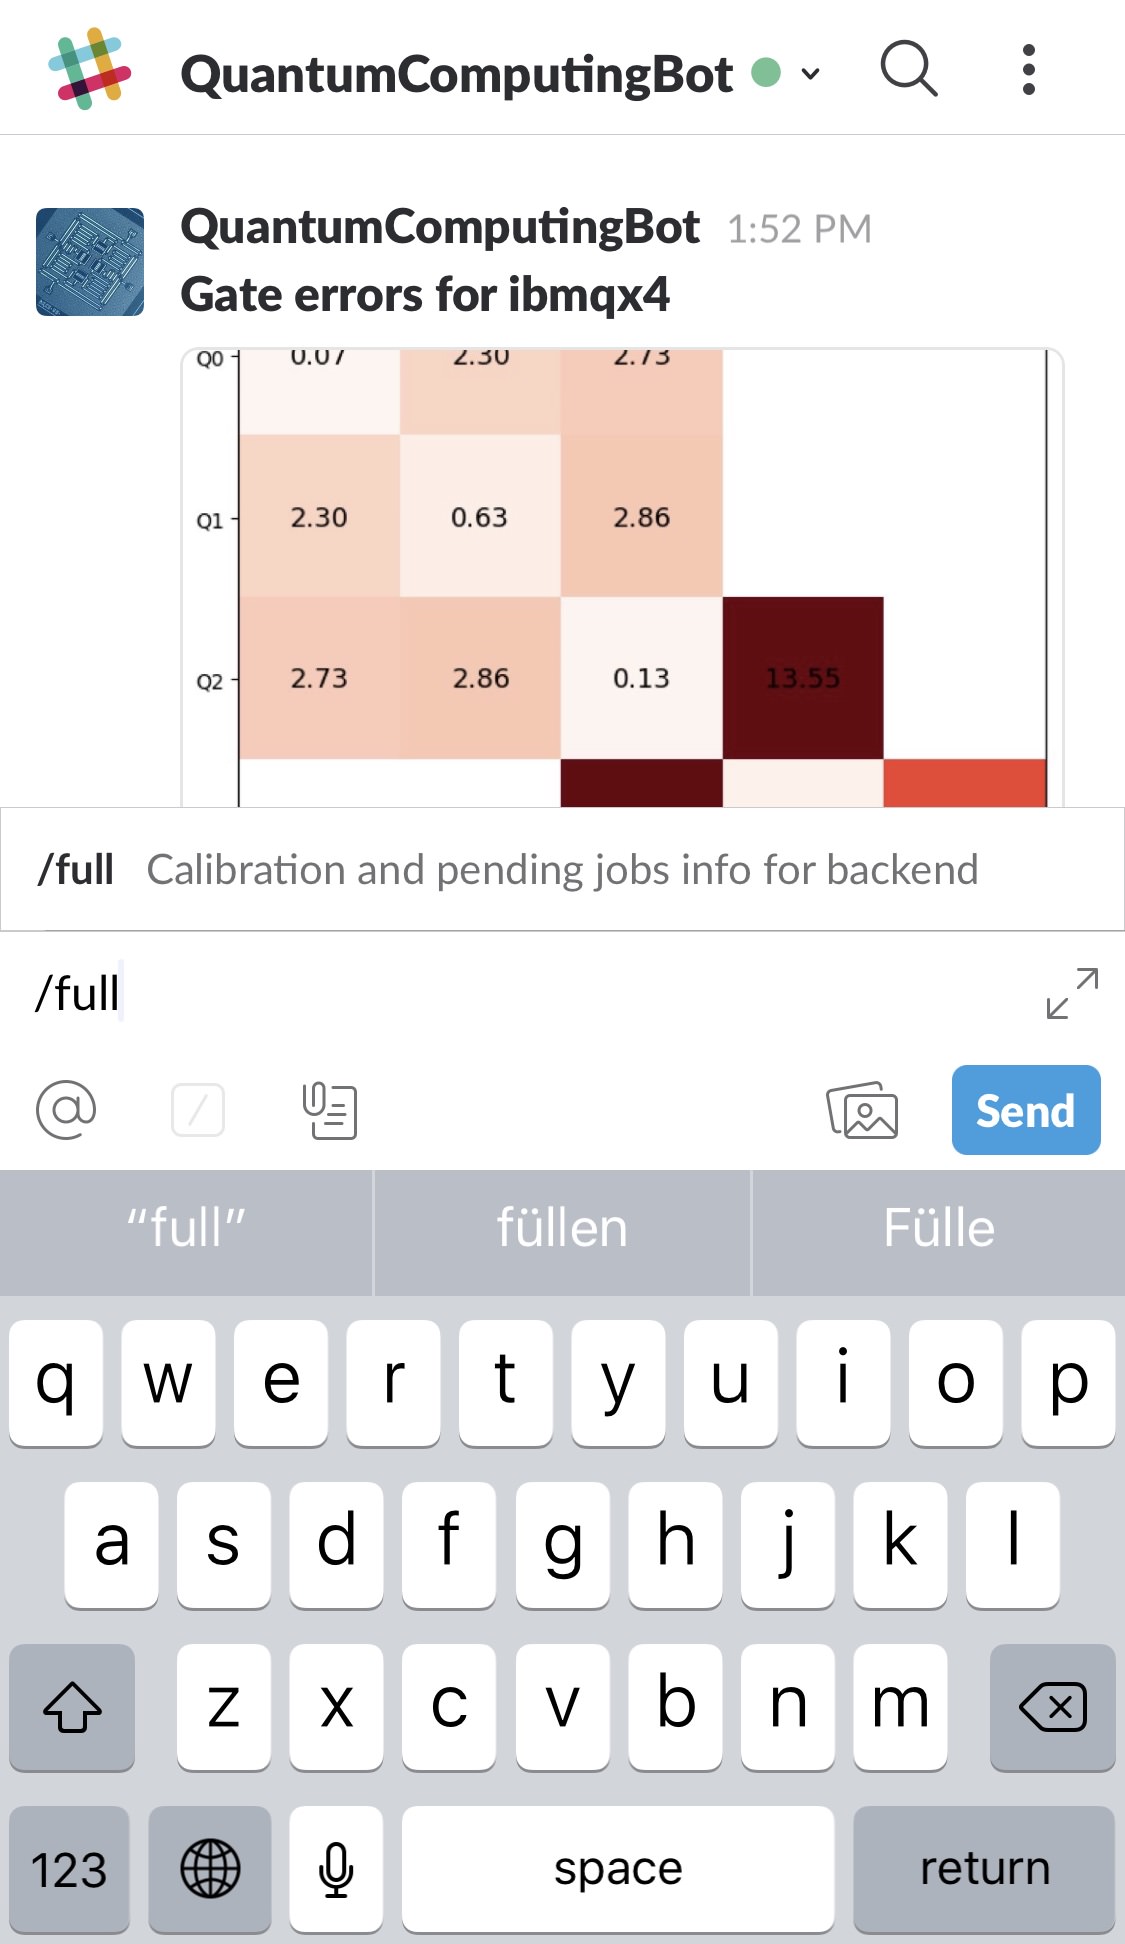 QuantumComputingBot
QuantumComputingBot 1:52 PM
Gate errors for ibmqx4
Q0 0.07 2.30 2.73
Q1 2.30 0.63 2.86
Q2 2.73 2.86 0.13 13.55
/full Calibration and pending jobs info for backend
/full
@ /
Send
“full” füllen Fülle
q w e r t y u i o p
a s d f g h j k l
z x c v b n m
123 space return